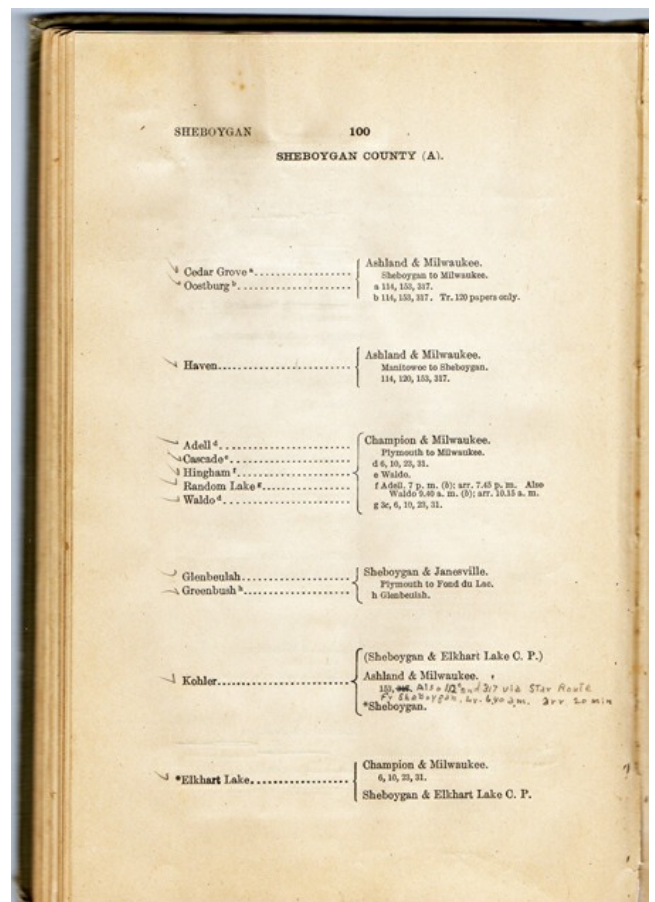 SHEBOYGAN 100
SHEBOYGAN COUNTY (A).
Cedar Grove a
Oostburg b
Ashland & Milwaukee.
Sheboygan to Milwaukee.
a 114, 153, 317.
b 114, 153, 317. Tr. 120 papers only.
Haven
Ashland & Milwaukee.
Manitowoc to Sheboygan.
114, 120, 153, 317.
Adell d
Cascade e
Hingham f
Random Lake g
Waldo d
Champion & Milwaukee.
Plymouth to Milwaukee.
d 6, 10, 23, 31.
e Waldo.
f Adell. 7 p. m. (b); arr. 7.45 p. m. Also
Waldo 9.40 a. m. (b); arr. 10.15 a. m.
g 3c, 6, 10, 23, 31.
Glenbeulah
Greenbush h
Sheboygan & Janesville.
Plymouth to Fond du Lac.
h Glenbeulah.
Kohler
(Sheboygan & Elkhart Lake C. P.)
Ashland & Milwaukee.
153, Also and 317 via Star Route
Fr Sheboygan, Lv. 640 a.m. arr 20 min
*Sheboygan.
*Elkhart Lake
Champion & Milwaukee.
6, 10, 23, 31.
Sheboygan & Elkhart Lake C. P.